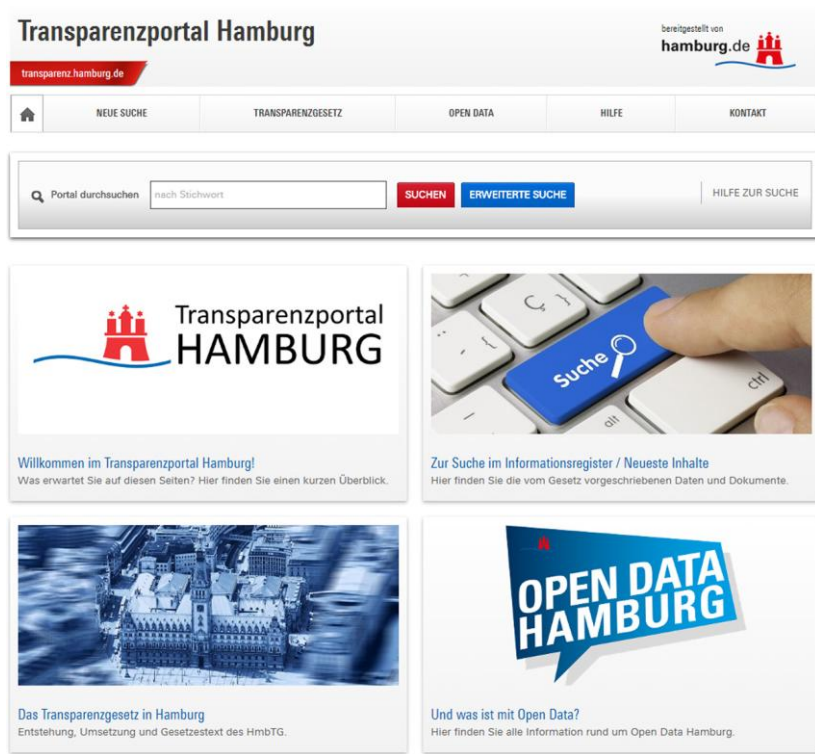 Transparenzportal Hamburg
bereitgestellt von
hamburg.de
transparenz.hamburg.de
NEUE SUCHE
TRANSPARENZGESETZ
OPEN DATA
HILFE
KONTAKT
Portal durchsuchen
nach Stichwort
SUCHEN
ERWEITERTE SUCHE
HILFE ZUR SUCHE
Transparenzportal
HAMBURG
Ç
Suche
alt
ctrl
Willkommen im Transparenzportal Hamburg!
Was erwartet Sie auf diesen Seiten? Hier finden Sie einen kurzen Überblick.
Zur Suche im Informationsregister / Neueste Inhalte
Hier finden Sie die vom Gesetz vorgeschriebenen Daten und Dokumente.
OPEN DATA
HAMBURG
Das Transparenzgesetz in Hamburg
Entstehung, Umsetzung und Gesetzestext des HmbTG.
Und was ist mit Open Data?
Hier finden Sie alle Information rund um Open Data Hamburg.